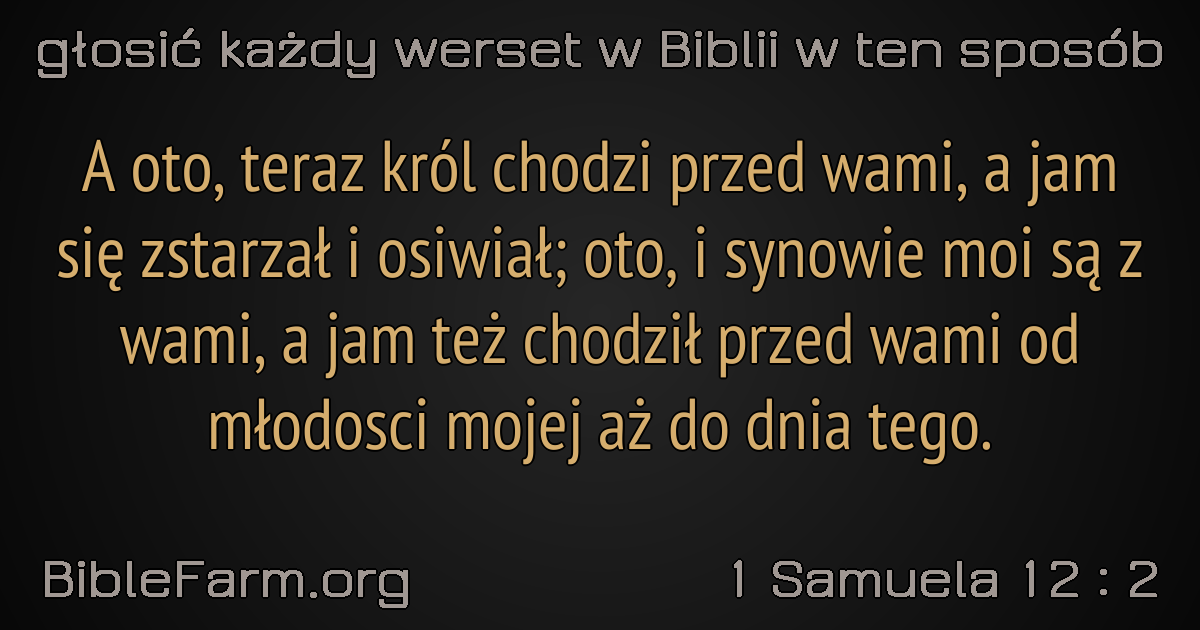 głosić każdy werset w Biblii w ten sposób
A oto, teraz król chodzi przed wami, a jam
się zstarzał i osiwiał; oto, i synowie moi są z
wami, a jam też chodził przed wami od
młodosci mojej aż do dnia tego.
BibleFarm.org
1 Samuela 12 : 2